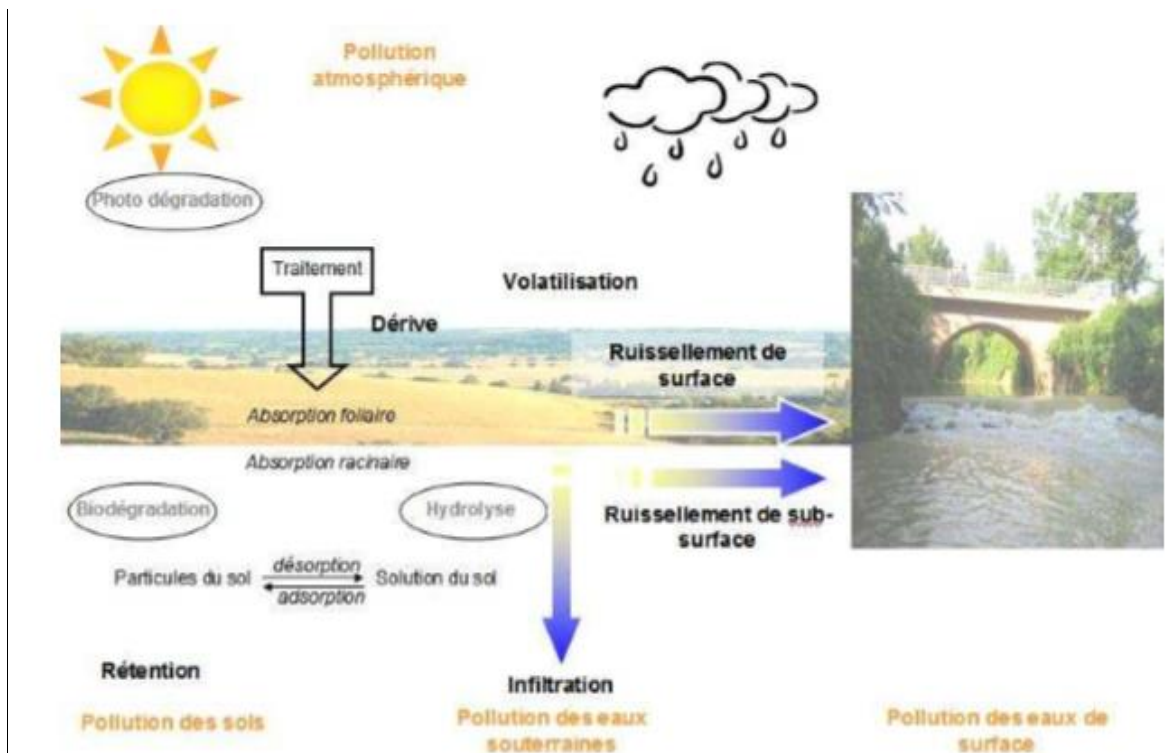 Pollution
atmosphérique
Photo dégradation
Traitement
Volatilisation
Dérive
Ruissellement de
surface
Absorption foliaire
Absorption racinaire
Biodégradation
Hydrolyse
Ruissellement de sub-
surface
Particules du sol
désorption
adsorption
Solution du sol
Rétention
Infiltration
Pollution des sols
Pollution des eaux
souterraines
Pollution des eaux de
surface